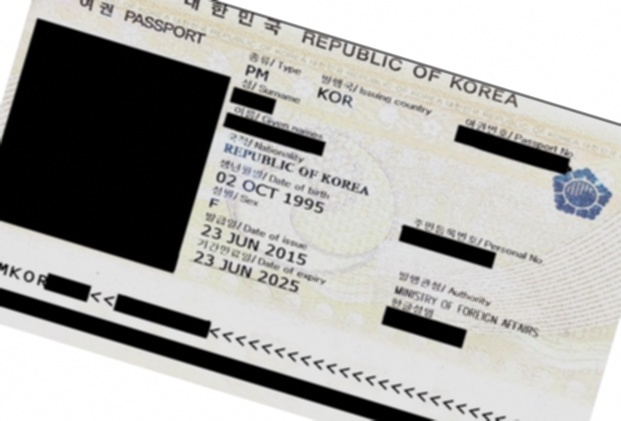 대한민국 REPUBLIC OF KOREA
여권 PASSPORT
종류/ Type 발행국/ Issuing country
PM KOR
여권번호/ Passport No
성/ Surname
이름/ Given names
국적/ Nationality
REPUBLIC OF KOREA
생년월일/ Date of birth
02 OCT 1995
성별/ Sex
F
주민등록번호/ Personal No
발급일/ Date of issue
23 JUN 2015
기간만료일/ Date of expiry
23 JUN 2025
발행관청/ Authority
MINISTRY OF FOREIGN AFFAIRS
한글성명
MKOR<<<<<<<<<<<<<<<<<<<<<<<<<<